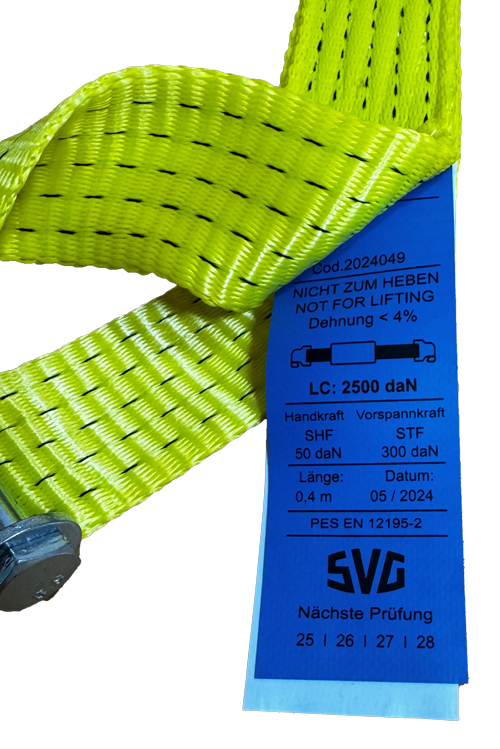 Cod.2024049
NICHT ZUM HEBEN
NOT FOR LIFTING
Dehnung < 4%
LC: 2500 daN
Handkraft Vorspannkraft
SHF STF
50 daN 300 daN
Länge: Datum:
0,4 m 05 / 2024
PES EN 12195-2
SVG
Nächste Prüfung
25 | 26 | 27 | 28